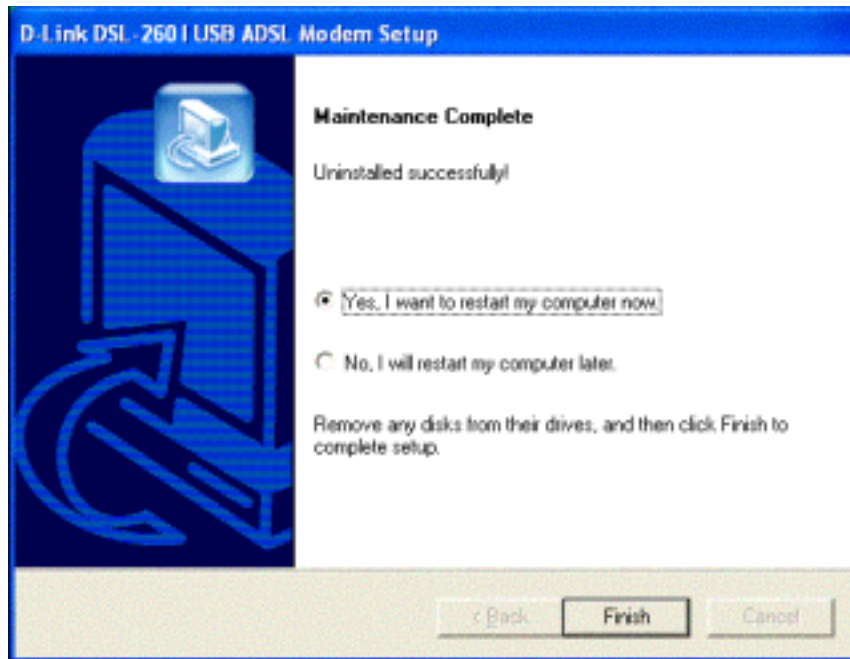 D-Link DSL-260 I USB ADSL Modem Setup
Maintenance Complete
Uninstalled successfully!
Yes, I want to restart my computer now.
No, I will restart my computer later.
Remove any disks from their drives, and then click Finish to
complete setup.
< Back
Finish
Cancel